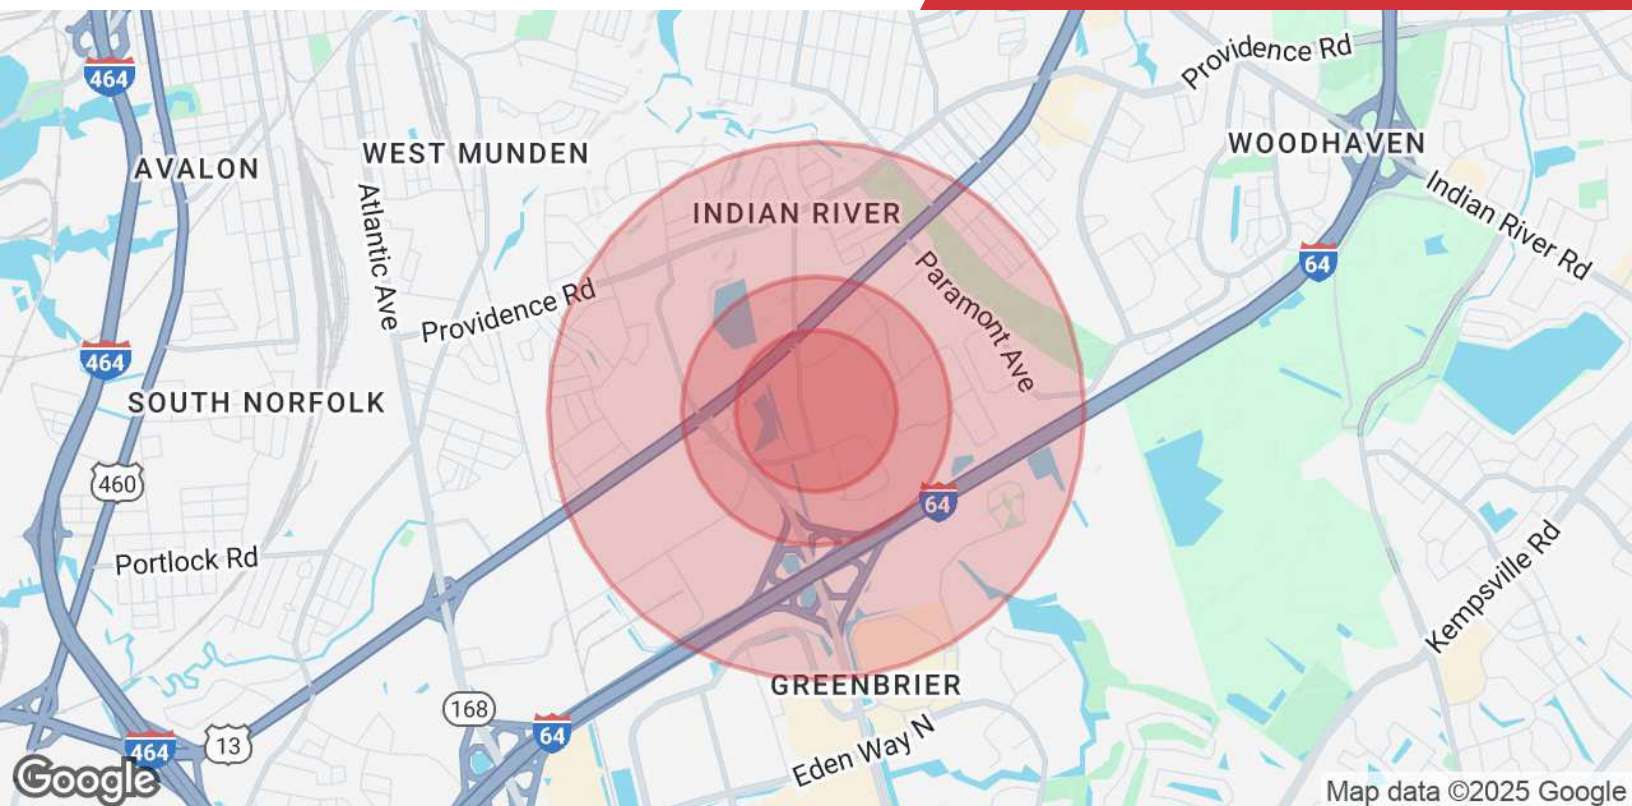 Providence Rd
464
WOODHAVEN
WEST MUNDEN
AVALON
Indian River Rd
Atlantic Ave
INDIAN RIVER
64
Paramont Ave
Providence Rd
464
SOUTH NORFOLK
460
64
Portlock Rd
Kempsville Rd
GREENBRIER
168
64
13
464
Eden Way N
Google
Map data ©2025 Google